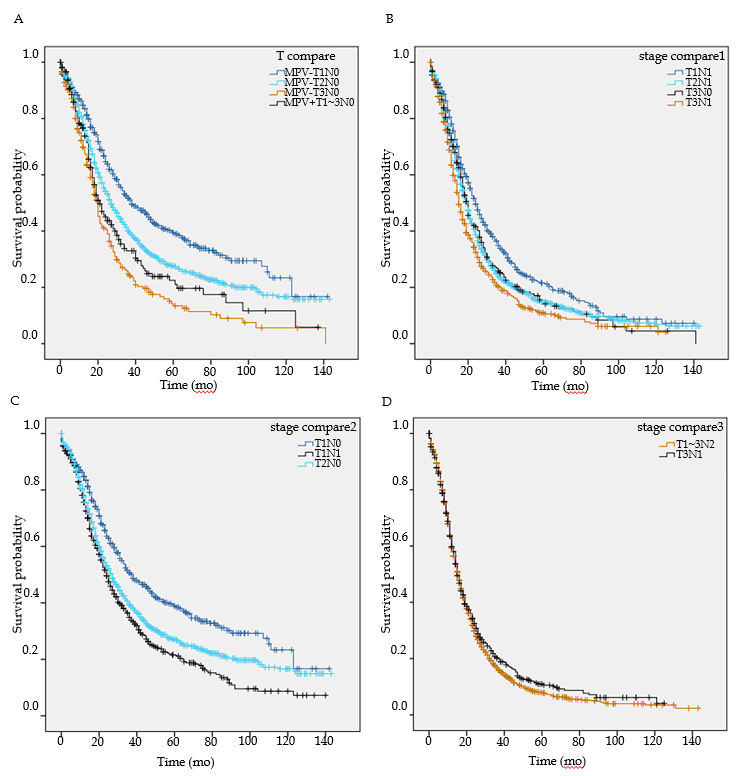 A
T compare
MPV-T1N0
MPV-T2N0
MPV-T3N0
MPV+T1~3N0
Survival probability
1.0
0.8
0.6
0.4
0.2
0.0
0 20 40 60 80 100 120 140
Time (mo)
B
stage compare1
T1N1
T2N1
T3N0
T3N1
Survival probability
1.0
0.8
0.6
0.4
0.2
0.0
0 20 40 60 80 100 120 140
Time (mo)
C
stage compare2
T1N0
T1N1
T2N0
Survival probability
1.0
0.8
0.6
0.4
0.2
0.0
0 20 40 60 80 100 120 140
Time (mo)
D
stage compare3
T1~3N2
T3N1
Survival probability
1.0
0.8
0.6
0.4
0.2
0.0
0 20 40 60 80 100 120 140
Time (mo)